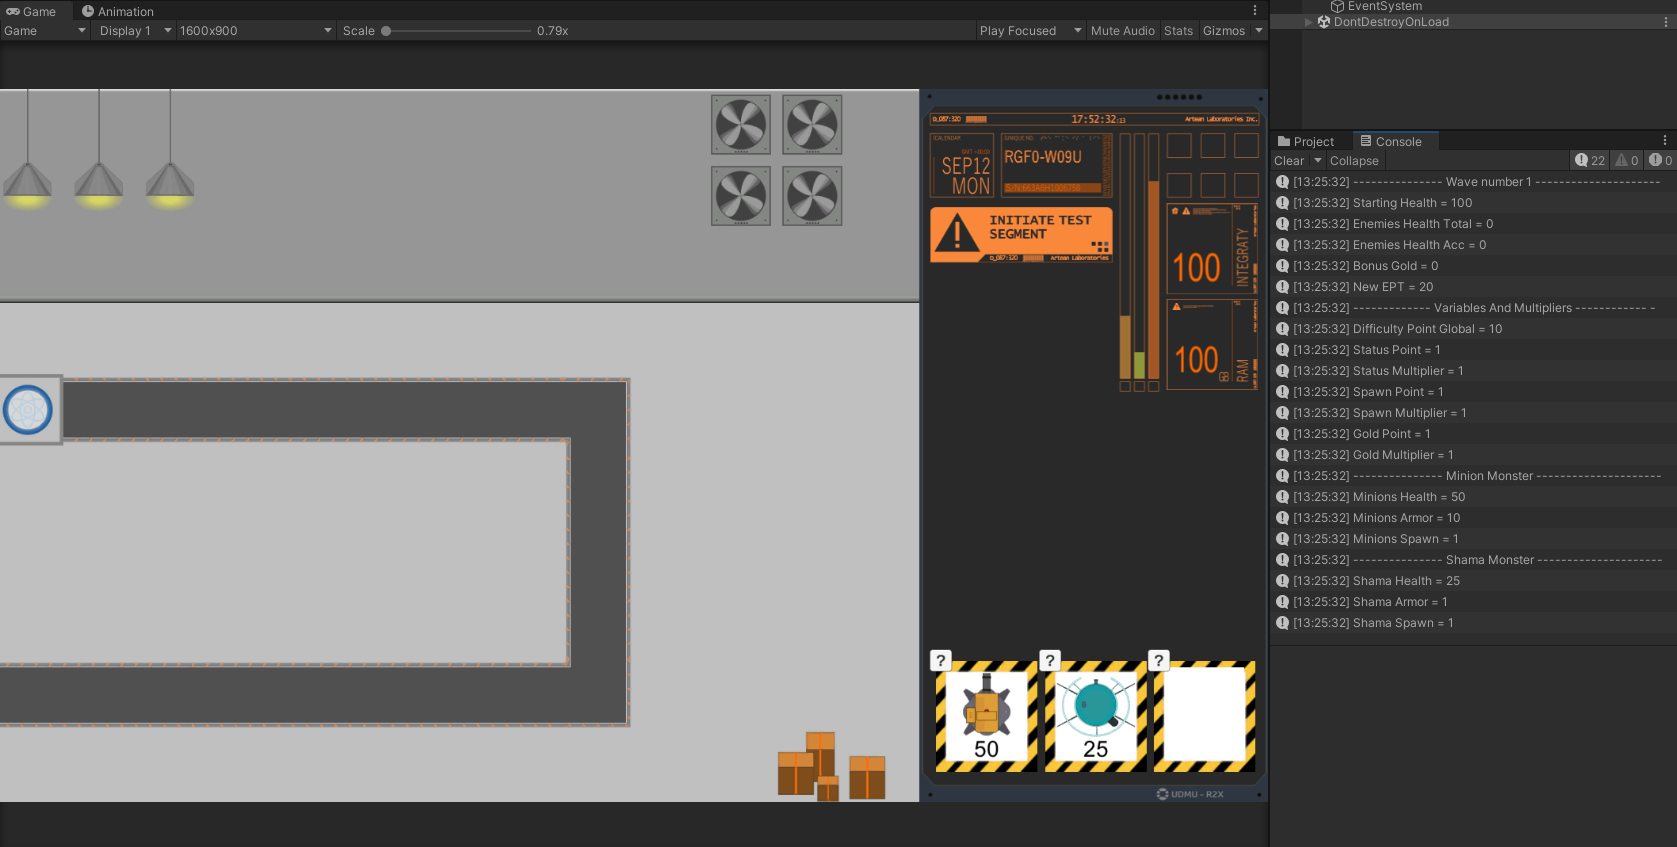 Game
Animation
Game
Display 1
1600x900
Scale
0.79x
Play Focused
Mute Audio
Stats
Gizmos
EventSystem
DontDestroyOnLoad
Project
Console
Clear
Collapse
22
0
0
[13:25:32] --------------- Wave number 1 ---------------------
[13:25:32] Starting Health = 100
[13:25:32] Enemies Health Total = 0
[13:25:32] Enemies Health Acc = 0
[13:25:32] Bonus Gold = 0
[13:25:32] New EPT = 20
[13:25:32] ------------- Variables And Multipliers ------------ -
[13:25:32] Difficulty Point Global = 10
[13:25:32] Status Point = 1
[13:25:32] Status Multiplier = 1
[13:25:32] Spawn Point = 1
[13:25:32] Spawn Multiplier = 1
[13:25:32] Gold Point = 1
[13:25:32] Gold Multiplier = 1
[13:25:32] --------------- Minion Monster ---------------------
[13:25:32] Minions Health = 50
[13:25:32] Minions Armor = 10
[13:25:32] Minions Spawn = 1
[13:25:32] --------------- Shama Monster ---------------------
[13:25:32] Shama Health = 25
[13:25:32] Shama Armor = 1
[13:25:32] Shama Spawn = 1
17:52:32:13
Artean Laboratories Inc.
SEP12
MON
UNIQUE NO.
RGF0-W09U
INITIATE TEST
SEGMENT
Artean Laboratories
100
INTEGRATY
100
GB
RAM
?
50
?
25
?
UDMU - R2X